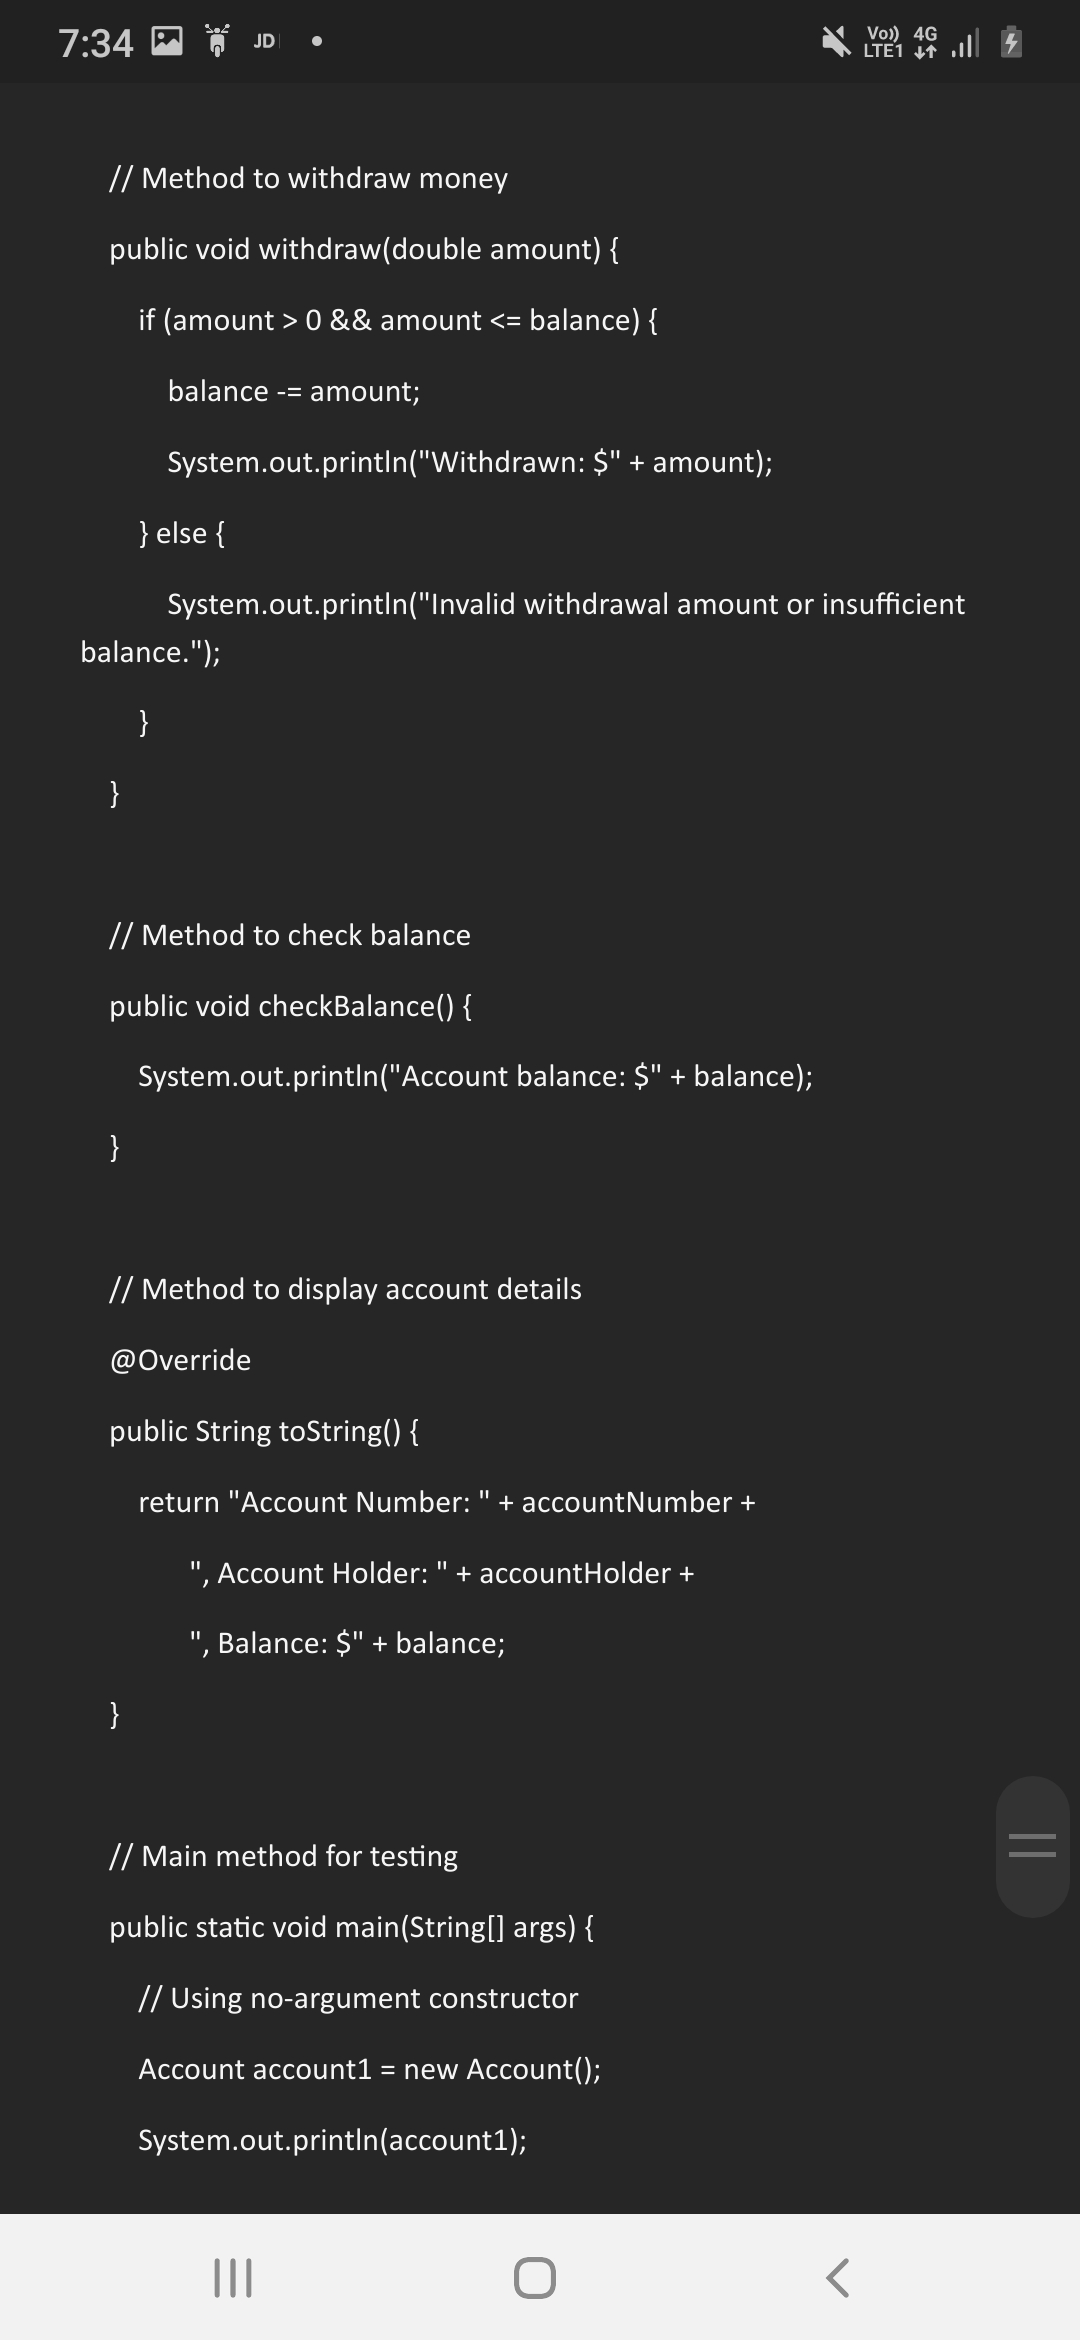 7:34 JD
Vo)) 4G
LTE1
// Method to withdraw money
public void withdraw(double amount) {
if (amount > 0 && amount <= balance) {
balance -= amount;
System.out.println("Withdrawn: $" + amount);
} else {
System.out.println("Invalid withdrawal amount or insufficient
balance.");
}
}
// Method to check balance
public void checkBalance() {
System.out.println("Account balance: $" + balance);
}
// Method to display account details
@Override
public String toString() {
return "Account Number: " + accountNumber +
", Account Holder: " + accountHolder +
", Balance: $" + balance;
}
// Main method for testing
public static void main(String[] args) {
// Using no-argument constructor
Account account1 = new Account();
System.out.println(account1);